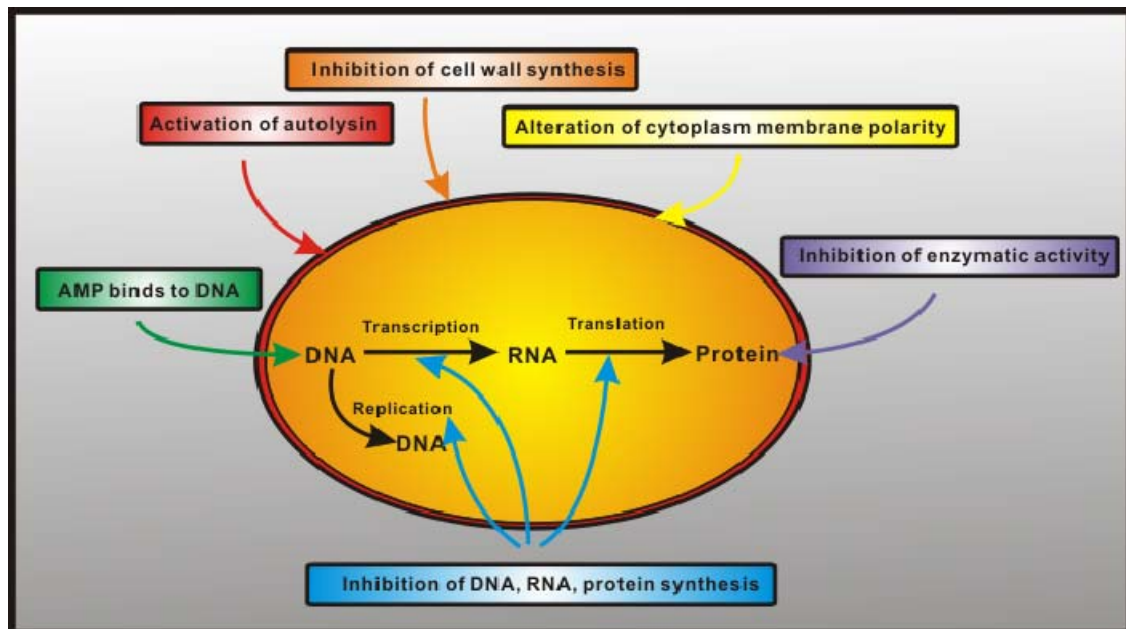 Inhibition of cell wall synthesis
Activation of autolysin
Alteration of cytoplasm membrane polarity
Inhibition of enzymatic activity
AMP binds to DNA
Transcription
Translation
DNA
RNA
Protein
Replication
DNA
Inhibition of DNA, RNA, protein synthesis